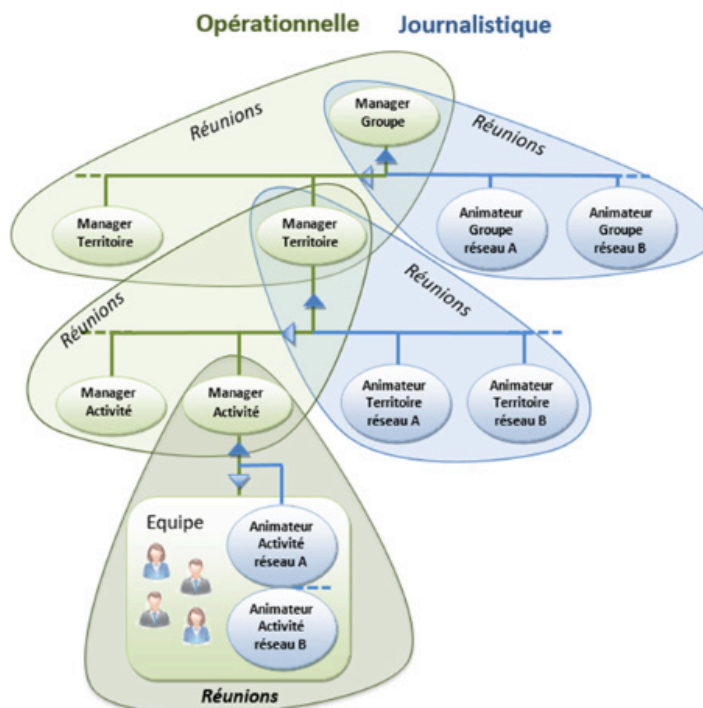 Opérationnelle
Journalistique
Réunions
Manager
Groupe
Réunions
Manager
Territoire
Manager
Territoire
Animateur
Groupe
réseau A
Animateur
Groupe
réseau B
Réunions
Réunions
Manager
Activité
Manager
Activité
Animateur
Territoire
réseau A
Animateur
Territoire
réseau B
Equipe
Animateur
Activité
réseau A
Animateur
Activité
réseau B
Réunions